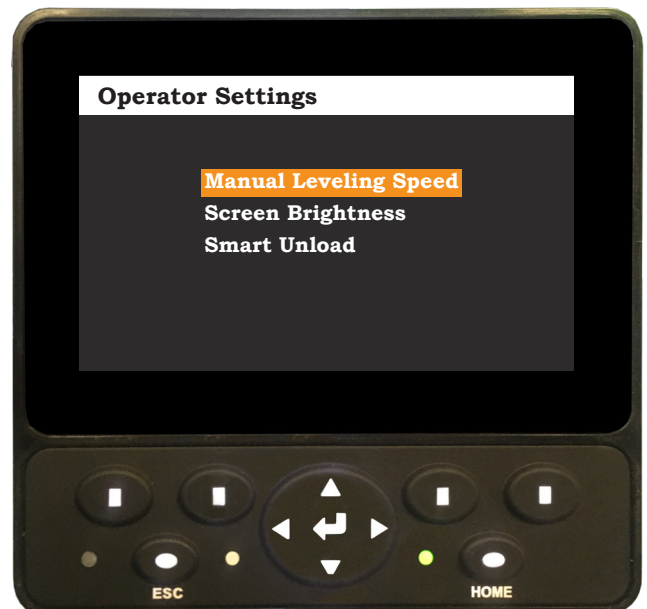 Operator Settings
Manual Leveling Speed
Screen Brightness
Smart Unload
ESC
HOME